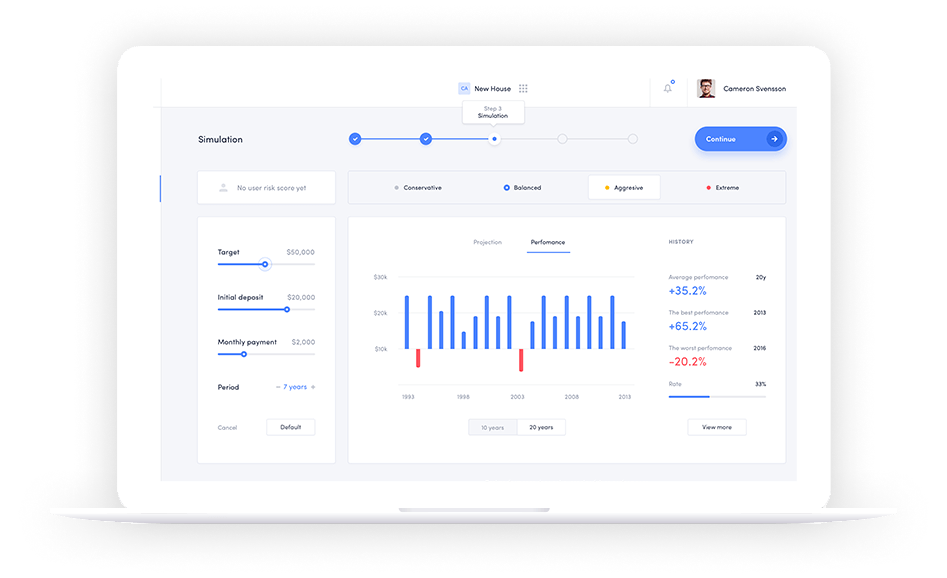 CA New House
Cameron Svensson
Step 3
Simulation
Simulation
Continue
No user risk score yet
Conservative
Balanced
Aggresive
Extreme
Target $50,000
Initial deposit $20,000
Monthly payment $2,000
Period − 7 years +
Cancel
Default
Projection
Perfomance
$30k
$20k
$10k
1993
1998
2003
2008
2013
10 years
20 years
HISTORY
Average perfomance 20y
+35.2%
The best perfomance 2013
+65.2%
The worst perfomance 2016
-20.2%
Rate 33%
View more